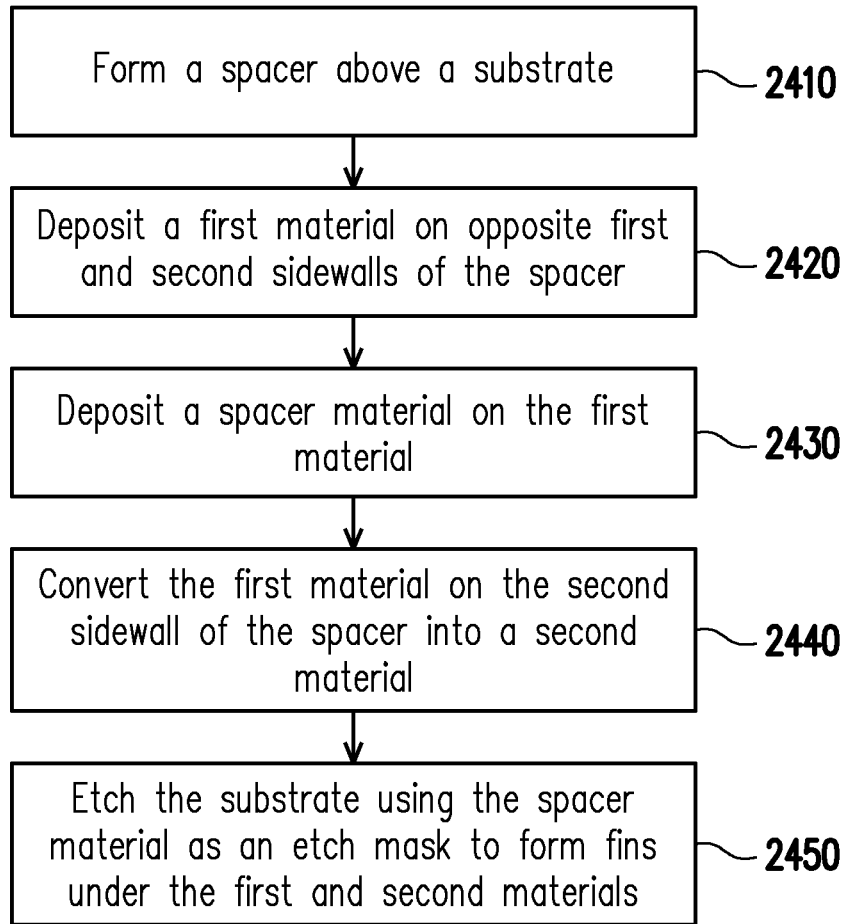 Form a spacer above a substrate
2410
Deposit a first material on opposite first
and second sidewalls of the spacer
2420
Deposit a spacer material on the first
material
2430
Convert the first material on the second
sidewall of the spacer into a second
material
2440
Etch the substrate using the spacer
material as an etch mask to form fins
under the first and second materials
2450